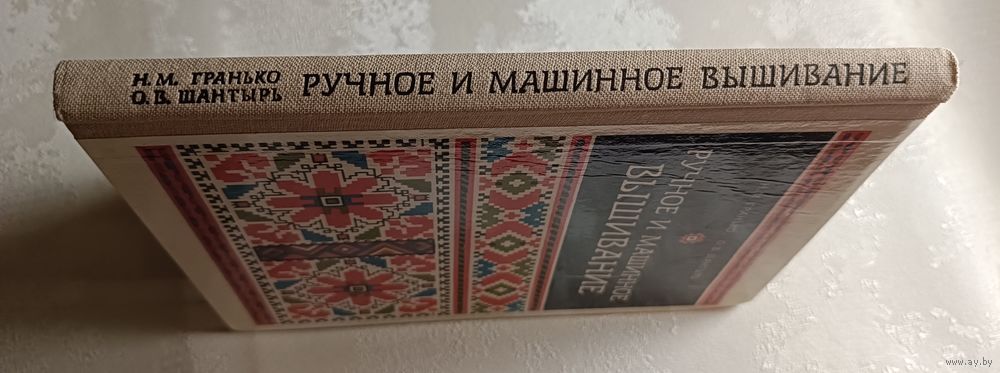 Н. М. ГРАНЬКО
О. В. ШАНТЫРЬ
РУЧНОЕ И МАШИННОЕ ВЫШИВАНИЕ
РУЧНОЕ И МАШИННОЕ
ВЫШИВАНИЕ
www.ay.by